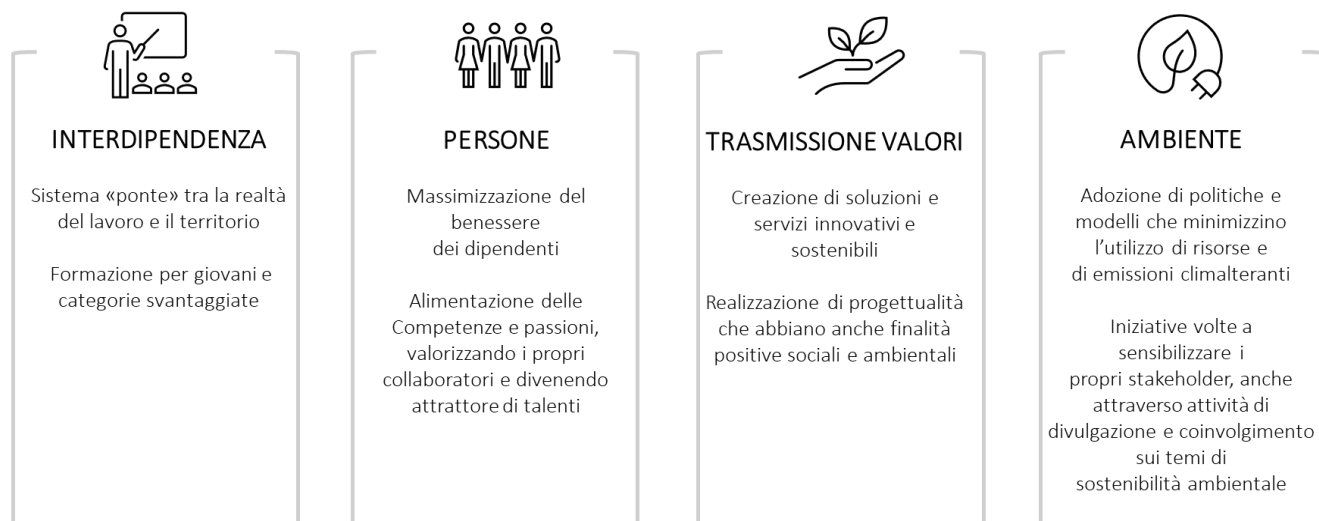 INTERDIPENDENZA
Sistema «ponte» tra la realtà
del lavoro e il territorio
Formazione per giovani e
categorie svantaggiate
PERSONE
Massimizzazione del
benessere
dei dipendenti
Alimentazione delle
Competenze e passioni,
valorizzando i propri
collaboratori e divenendo
attrattore di talenti
TRASMISSIONE VALORI
Creazione di soluzioni e
servizi innovativi e
sostenibili
Realizzazione di progettualità
che abbiano anche finalità
positive sociali e ambientali
AMBIENTE
Adozione di politiche e
modelli che minimizzino
l’utilizzo di risorse e
di emissioni climalteranti
Iniziative volte a
sensibilizzare i
propri stakeholder, anche
attraverso attività di
divulgazione e coinvolgimento
sui temi di
sostenibilità ambientale